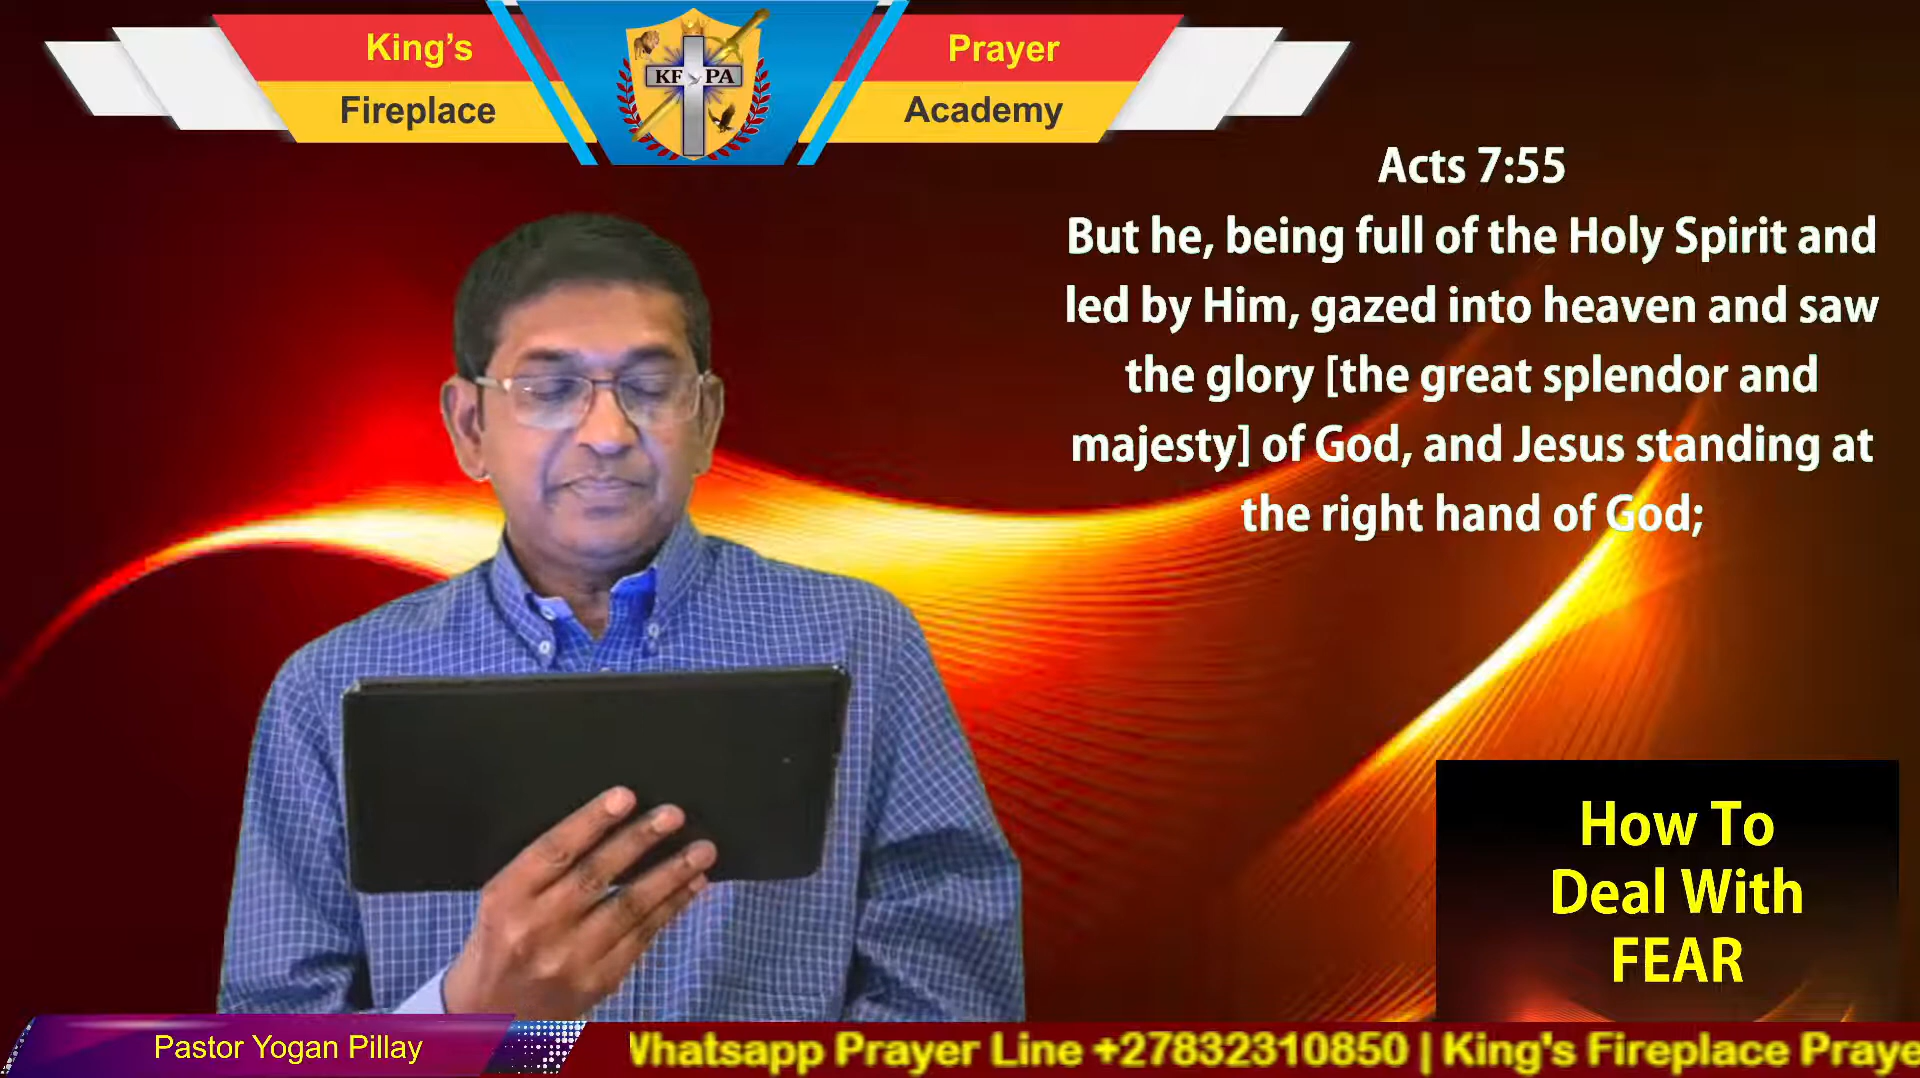 King's
Fireplace
KF PA
Prayer
Academy
Acts 7:55
But he, being full of the Holy Spirit and
led by Him, gazed into heaven and saw
the glory [the great splendor and
majesty] of God, and Jesus standing at
the right hand of God;
How To
Deal With
FEAR
Pastor Yogan Pillay
Whatsapp Prayer Line +27832310850 | King's Fireplace Praye